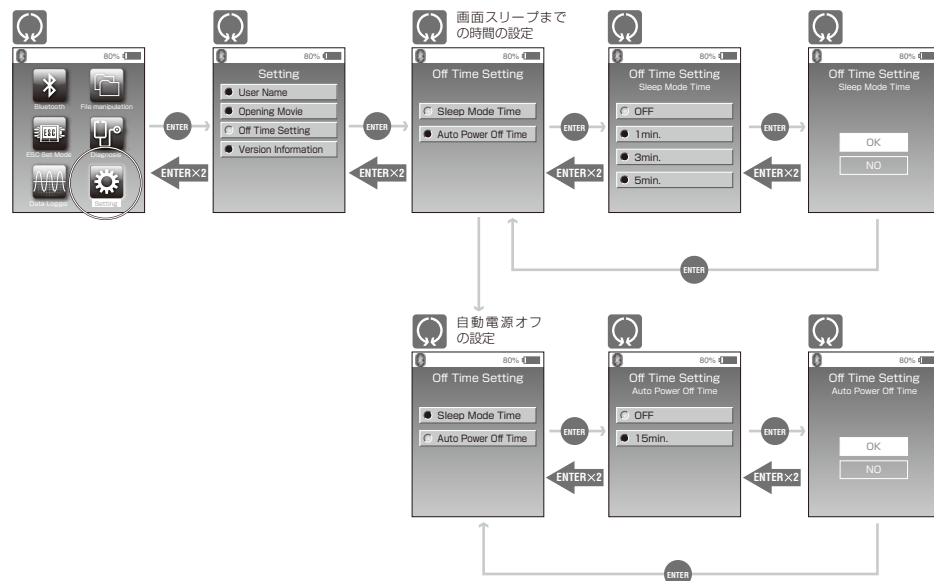 画面スリープまで
の時間の設定
80%
Bluetooth
File manipulation
ESC
ESC Set Mode
Diagnosis
Data Logger
Setting
ENTER
ENTER×2
80%
Setting
User Name
Opening Movie
Off Time Setting
Version Information
ENTER
ENTER×2
80%
Off Time Setting
Sleep Mode Time
Auto Power Off Time
ENTER
ENTER×2
80%
Off Time Setting
Sleep Mode Time
OFF
1min.
3min.
5min.
ENTER
ENTER×2
80%
Off Time Setting
Sleep Mode Time
OK
NO
ENTER
自動電源オフ
の設定
80%
Off Time Setting
Sleep Mode Time
Auto Power Off Time
ENTER
ENTER×2
80%
Off Time Setting
Auto Power Off Time
OFF
15min.
ENTER
ENTER×2
80%
Off Time Setting
Auto Power Off Time
OK
NO
ENTER